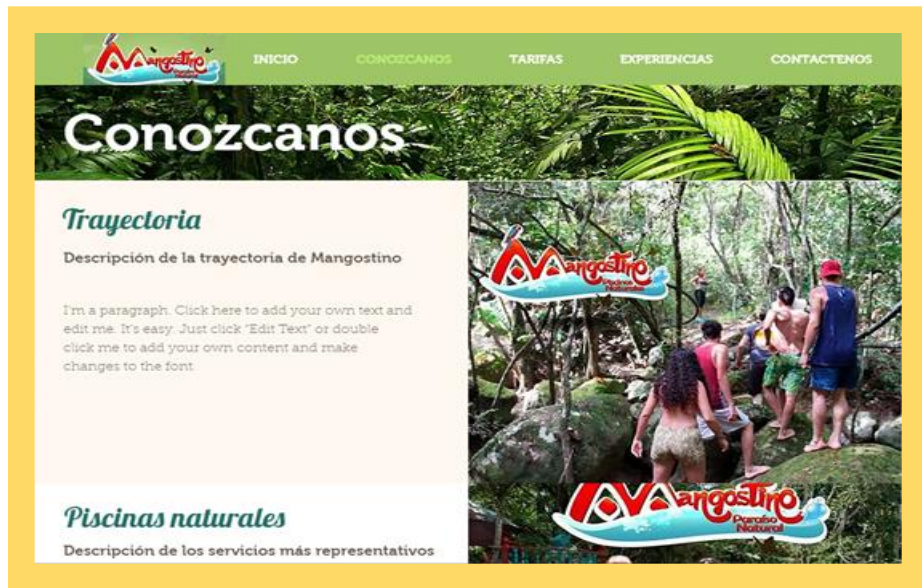 Mangostino
Paraíso
Natural
INICIO
CONOZCANOS
TARIFAS
EXPERIENCIAS
CONTACTENOS
Conozcanos
Trayectoria
Descripción de la trayectoria de Mangostino
I'm a paragraph. Click here to add your own text and
edit me. It's easy. Just click "Edit Text" or double
click me to add your own content and make
changes to the font
Mangostino
Piscinas
Naturales
Piscinas naturales
Descripción de los servicios más representativos
Mangostino
Paraíso
Natural